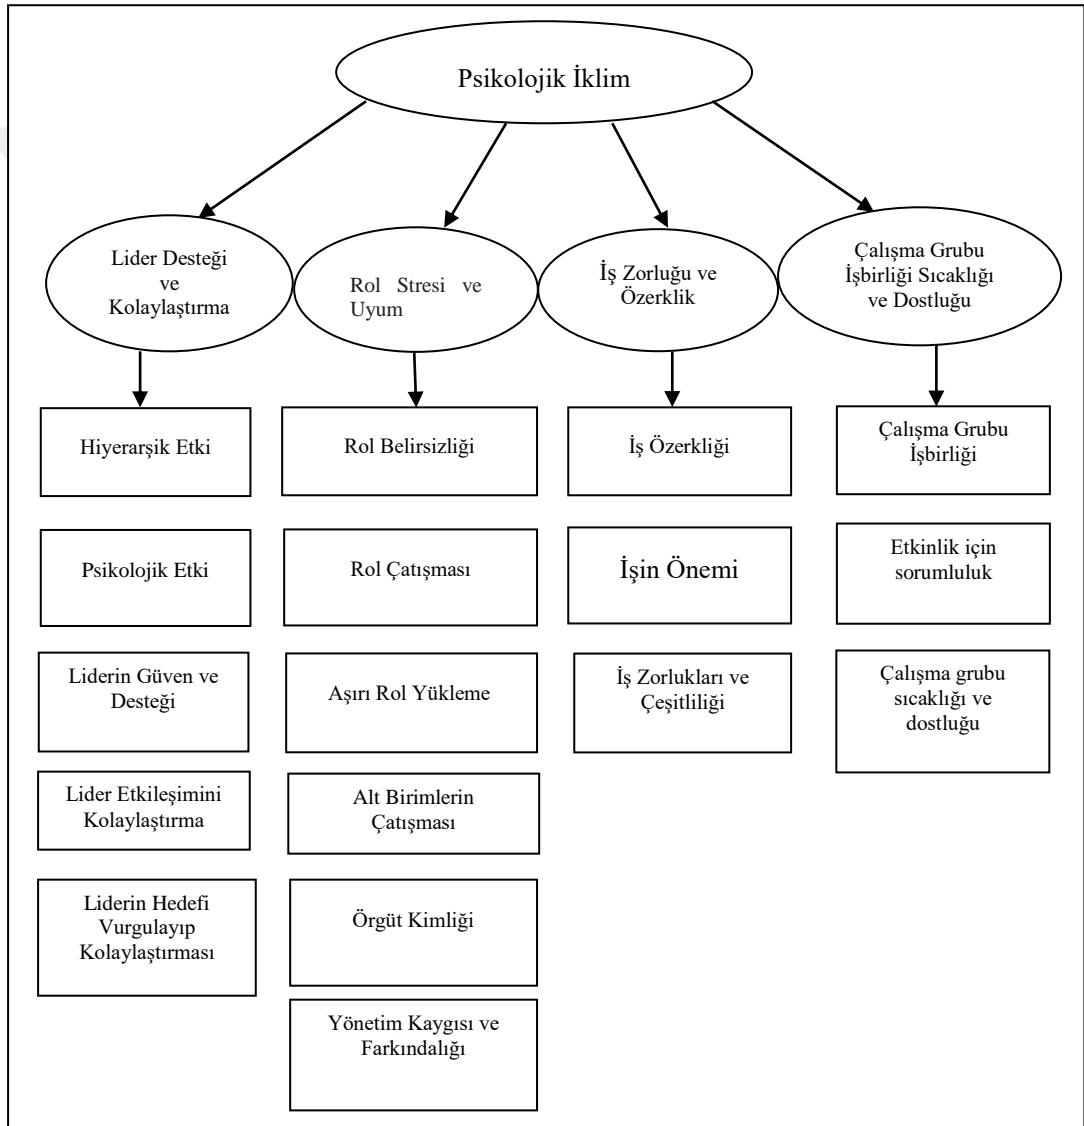 Psikolojik İklim
Lider Desteği
ve
Kolaylaştırma
Rol Stresi ve
Uyum
İş Zorluğu ve
Özerklik
Çalışma Grubu
İşbirliği Sıcaklığı
ve Dostluğu
Hiyerarşik Etki
Psikolojik Etki
Liderin Güven ve
Desteği
Lider Etkileşimini
Kolaylaştırma
Liderin Hedefi
Vurgulayıp
Kolaylaştırması
Rol Belirsizliği
Rol Çatışması
Aşırı Rol Yükleme
Alt Birimlerin
Çatışması
Örgüt Kimliği
Yönetim Kaygısı ve
Farkındalığı
İş Özerkliği
İşin Önemi
İş Zorlukları ve
Çeşitliliği
Çalışma Grubu
İşbirliği
Etkinlik için
sorumluluk
Çalışma grubu
sıcaklığı ve
dostluğu